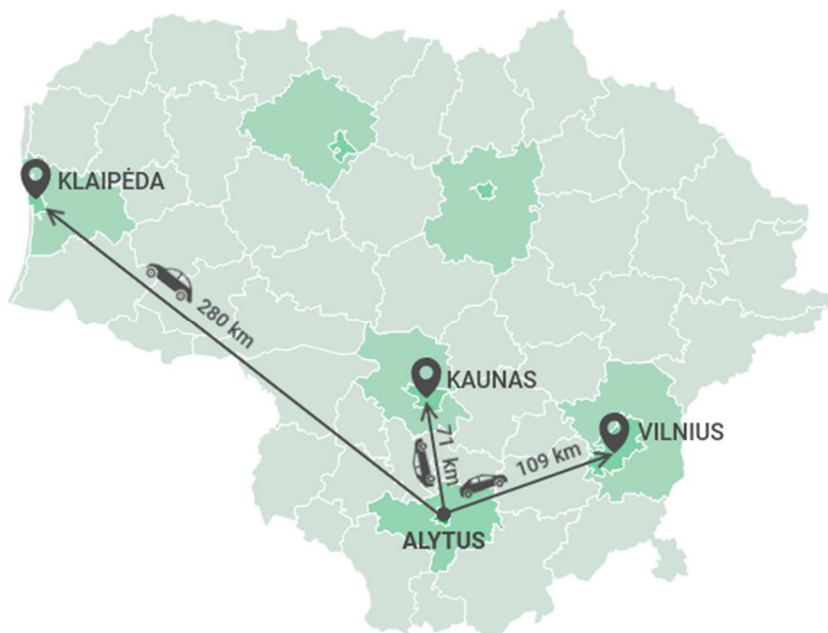 KLAIPĖDA
280 km
KAUNAS
71 km
VILNIUS
109 km
ALYTUS